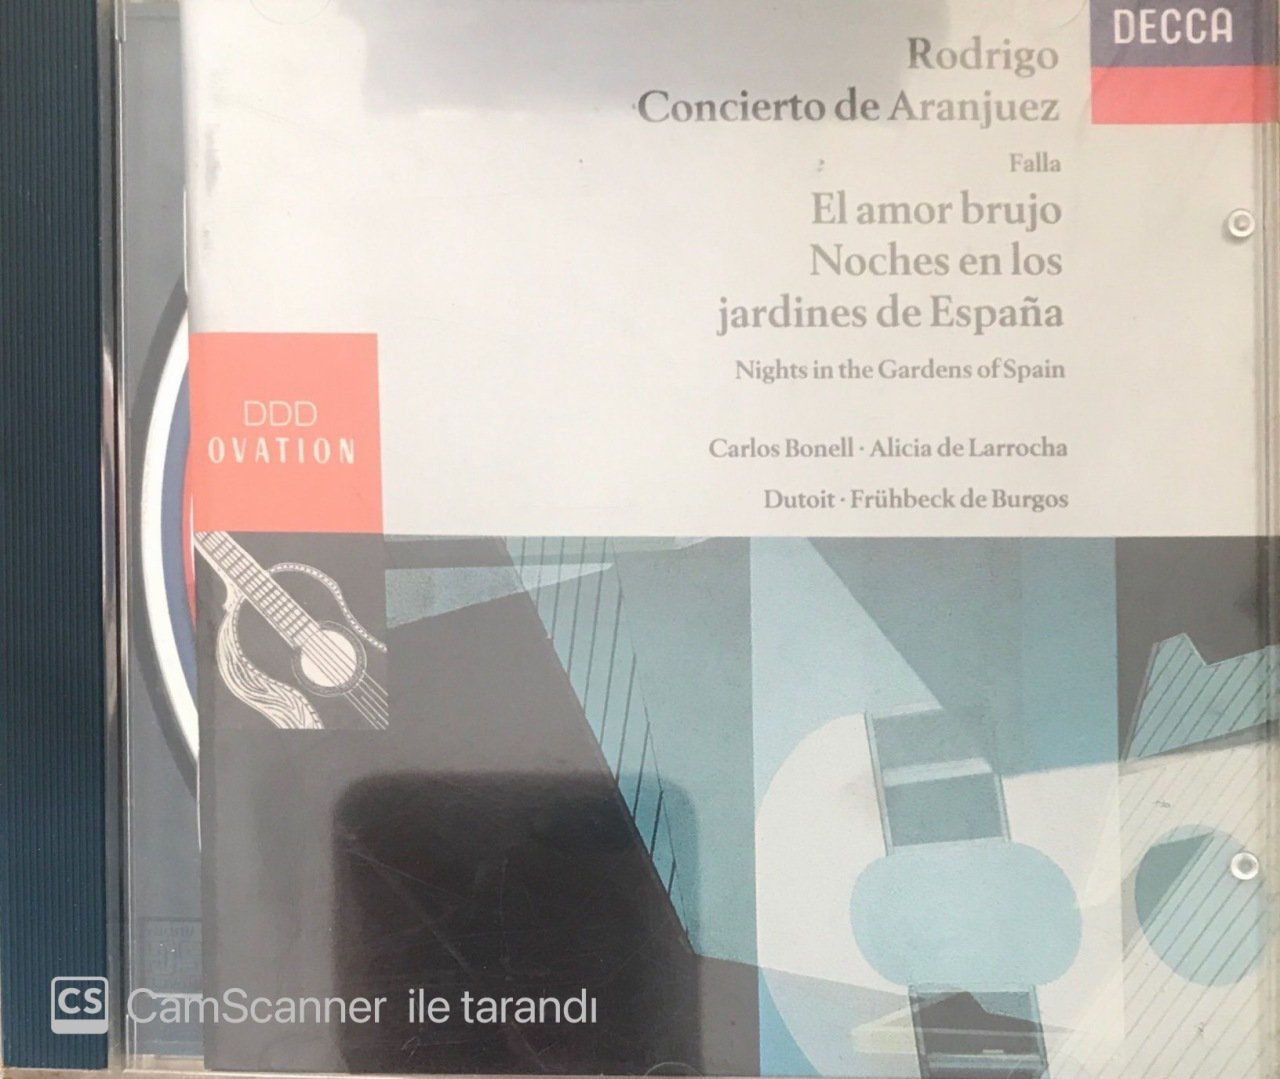 DECCA
Rodrigo
Concierto de Aranjuez
Falla
El amor brujo
Noches en los
jardines de España
Nights in the Gardens of Spain
Carlos Bonell · Alicia de Larrocha
Dutoit · Frühbeck de Burgos
DDD
OVATION
CS CamScanner ile tarandı